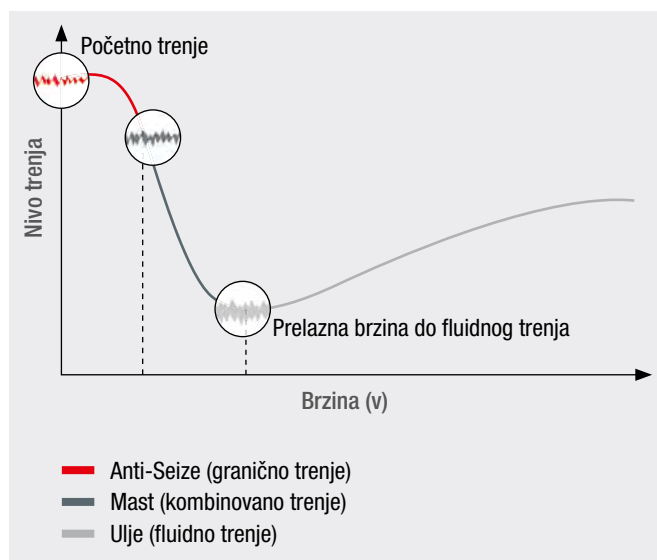 Početno trenje
Nivo trenja
Prelazna brzina do fluidnog trenja
Brzina (v)
Anti-Seize (granično trenje)
Mast (kombinovano trenje)
Ulje (fluidno trenje)